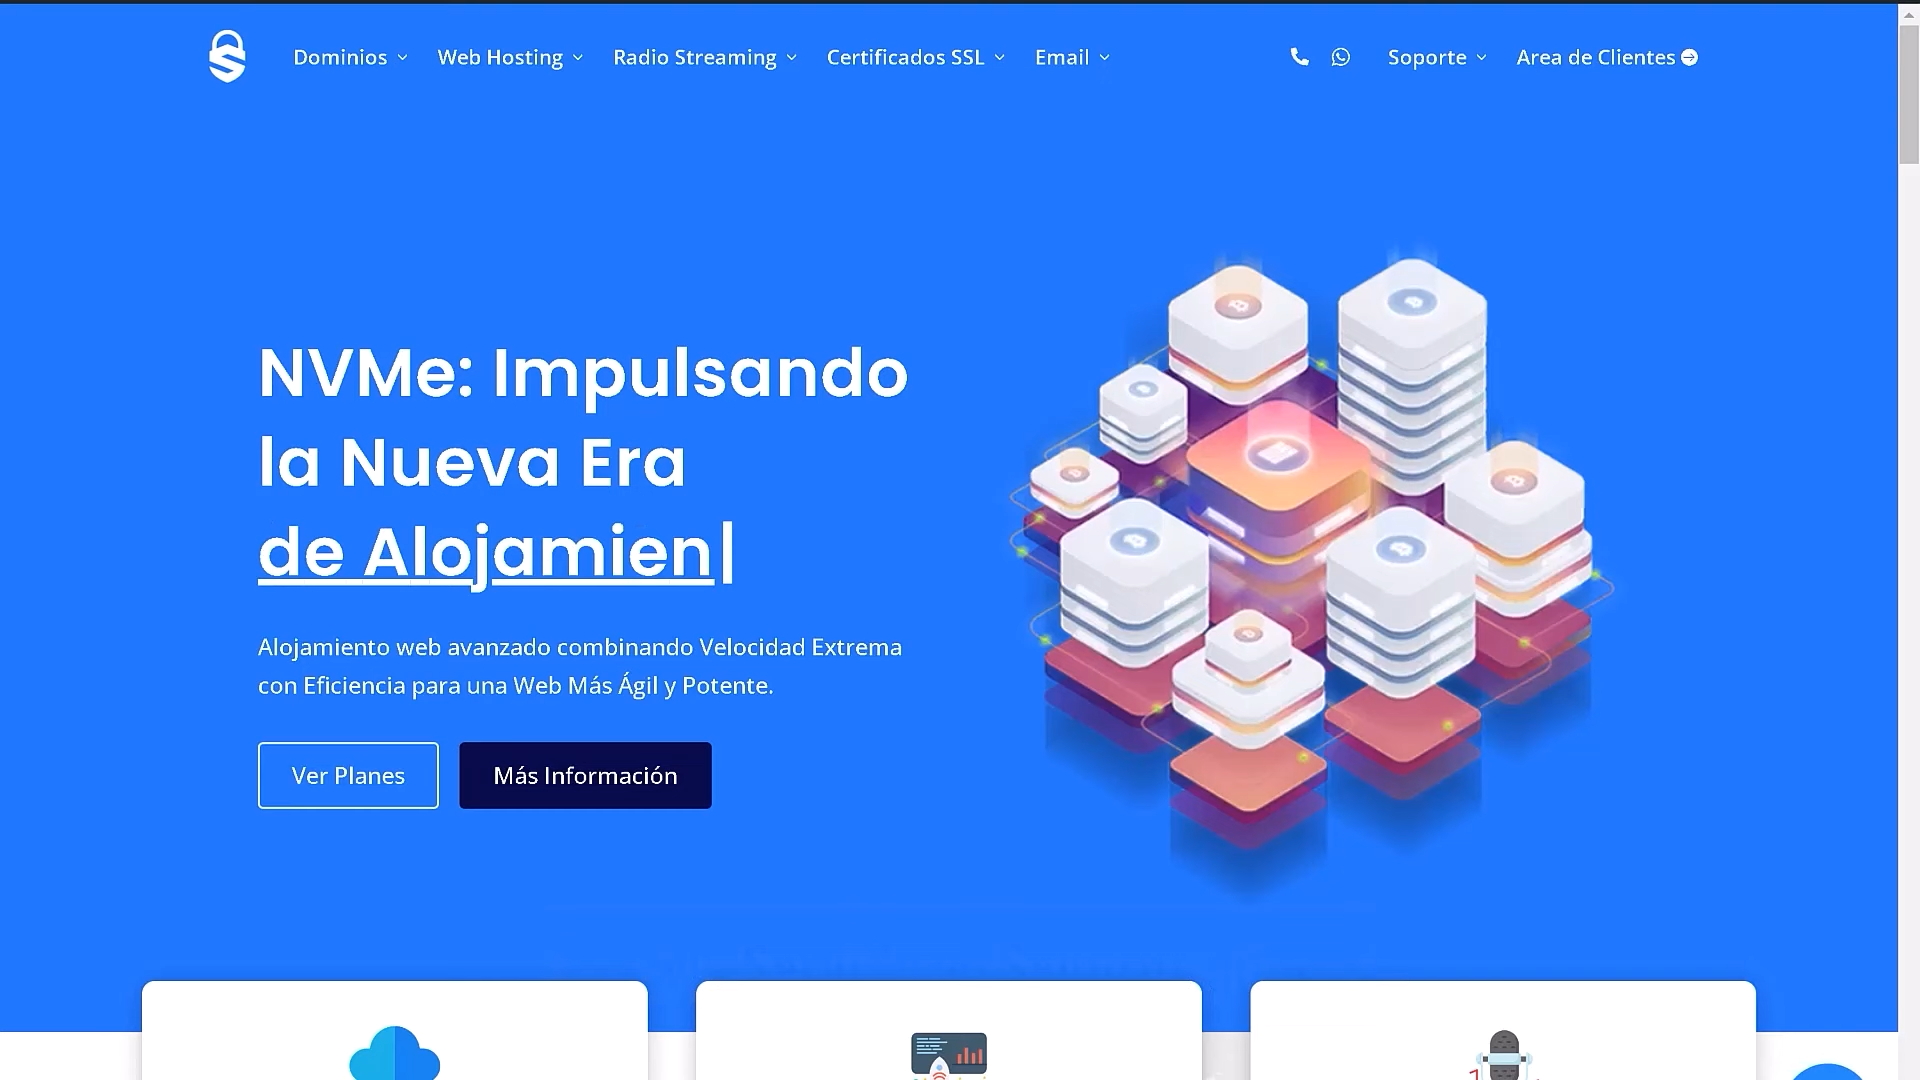 Dominios Web Hosting Radio Streaming Certificados SSL Email Soporte Area de Clientes
NVMe: Impulsando
la Nueva Era
de Alojamien|
Alojamiento web avanzado combinando Velocidad Extrema
con Eficiencia para una Web Más Ágil y Potente.
Ver Planes Más Información